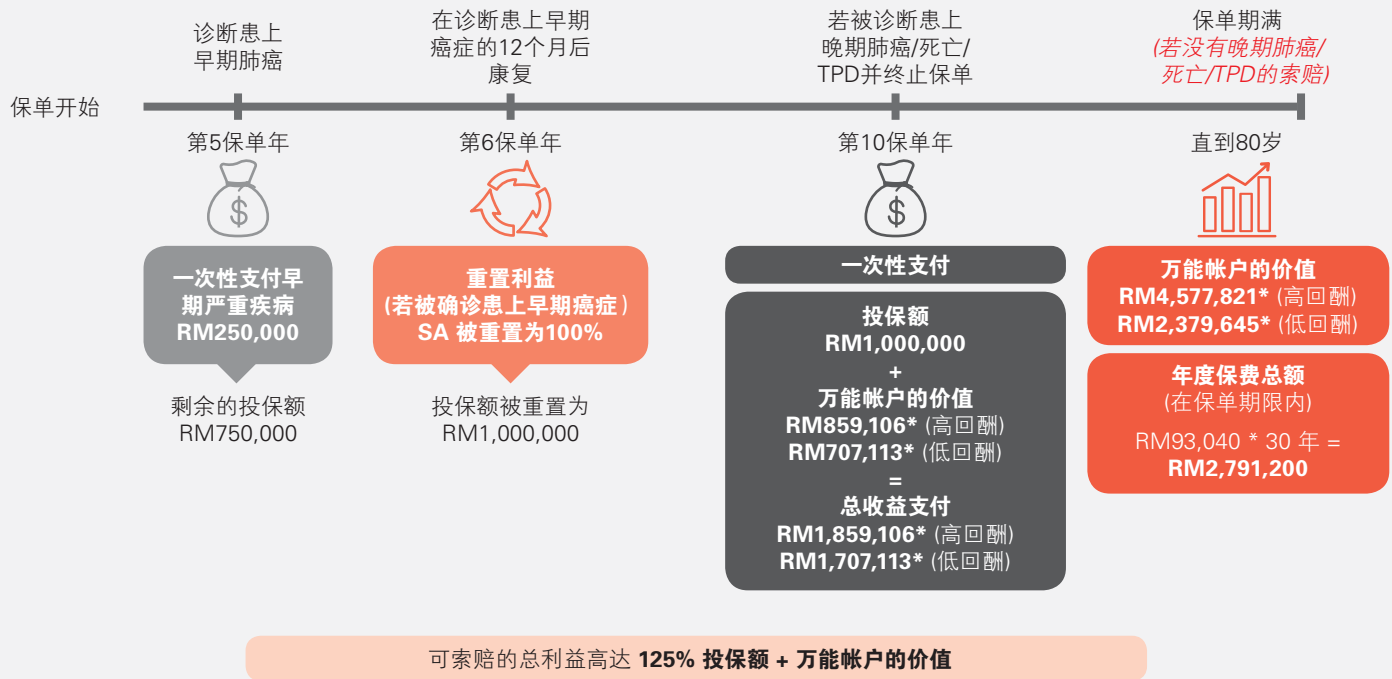 诊断患上
早期肺癌
在诊断患上早期
癌症的12个月后
康复
若被诊断患上
晚期肺癌/死亡/
TPD并终止保单
保单期满
(若没有晚期肺癌/
死亡/TPD的索赔)
保单开始
第5保单年
第6保单年
第10保单年
直到80岁
$
$
一次性支付早
期严重疾病
RM250,000
剩余的投保额
RM750,000
重置利益
(若被确诊患上早期癌症)
SA 被重置为100%
投保额被重置为
RM1,000,000
一次性支付
投保额
RM1,000,000
+
万能帐户的价值
RM859,106* (高回酬)
RM707,113* (低回酬)
=
总收益支付
RM1,859,106* (高回酬)
RM1,707,113* (低回酬)
万能帐户的价值
RM4,577,821* (高回酬)
RM2,379,645* (低回酬)
年度保费总额
(在保单期限内)
RM93,040 * 30 年 =
RM2,791,200
可索赔的总利益高达 125% 投保额 + 万能帐户的价值